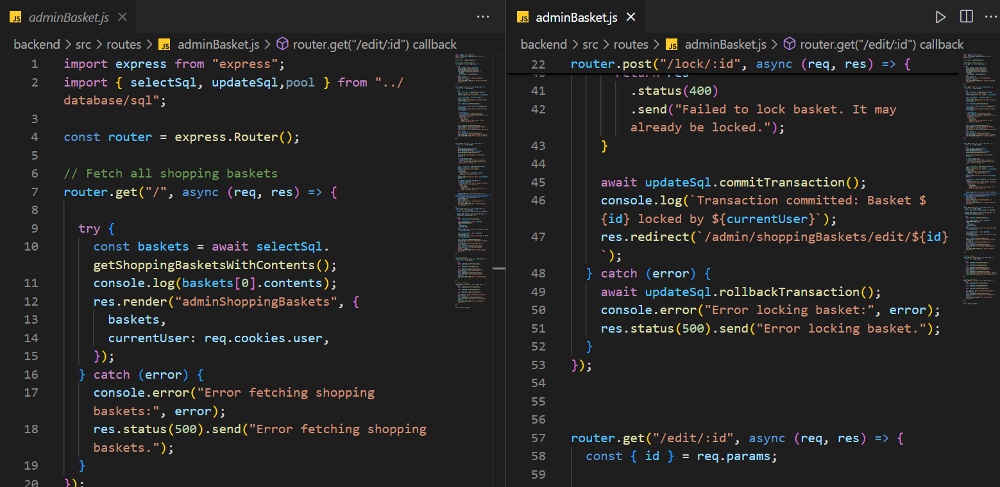 JS adminBasket.js ×
backend > src > routes > JS adminBasket.js > router.get("/edit/:id") callback
1 import express from "express";
2 import { selectSql, updateSql,pool } from "../
database/sql";
3
4 const router = express.Router();
5
6 // Fetch all shopping baskets
7 router.get("/", async (req, res) => {
8
9 try {
10 const baskets = await selectSql.
getShoppingBasketsWithContents();
11 console.log(baskets[0].contents);
12 res.render("adminShoppingBaskets", {
13 baskets,
14 currentUser: req.cookies.user,
15 });
16 } catch (error) {
17 console.error("Error fetching shopping
baskets:", error);
18 res.status(500).send("Error fetching shopping
baskets.");
19 }
20 });
JS adminBasket.js ×
backend > src > routes > JS adminBasket.js > router.get("/edit/:id") callback
22 router.post("/lock/:id", async (req, res) => {
40 return res
41 .status(400)
42 .send("Failed to lock basket. It may
already be locked.");
43 }
44
45 await updateSql.commitTransaction();
46 console.log(`Transaction committed: Basket $
{id} locked by ${currentUser}`);
47 res.redirect(`/admin/shoppingBaskets/edit/${id}
`);
48 } catch (error) {
49 await updateSql.rollbackTransaction();
50 console.error("Error locking basket:", error);
51 res.status(500).send("Error locking basket.");
52 }
53 });
54
55
56
57 router.get("/edit/:id", async (req, res) => {
58 const { id } = req.params;
59